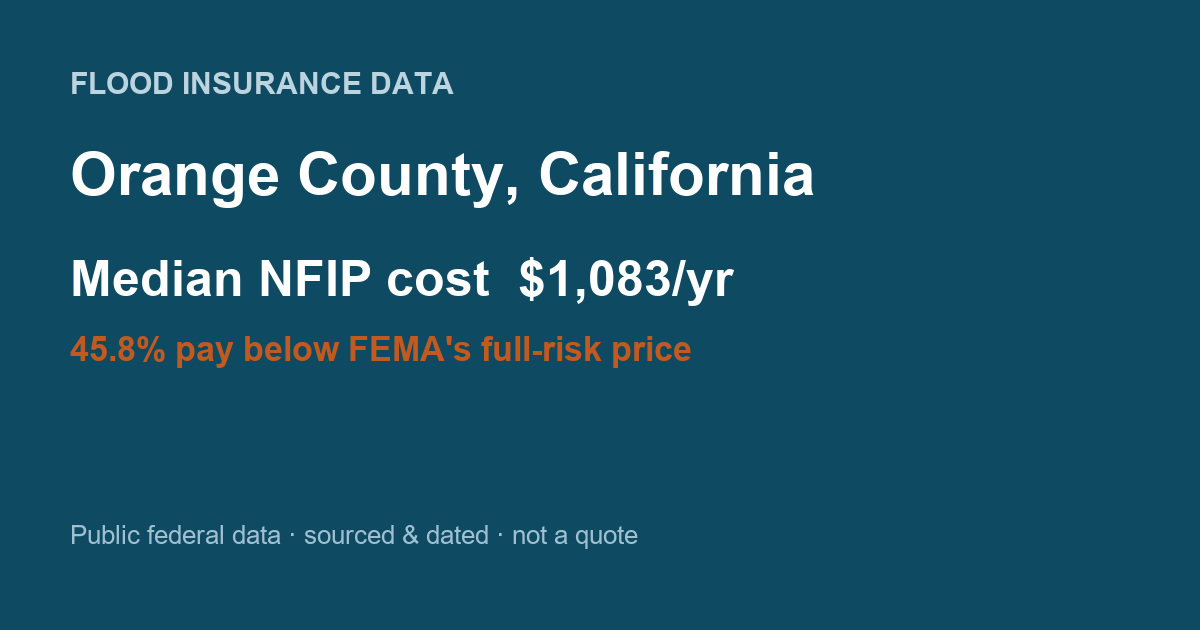 FLOOD INSURANCE DATA
Orange County, California
Median NFIP cost  $1,083/yr
45.8% pay below FEMA's full-risk price
Public federal data · sourced & dated · not a quote